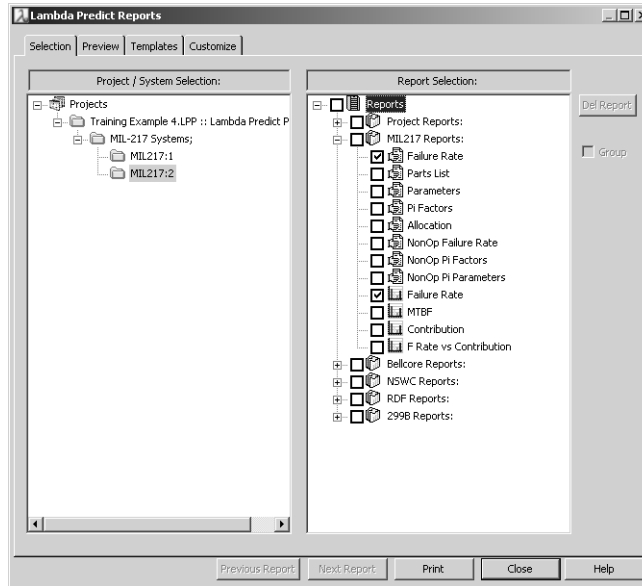 Lambda Predict Reports
Selection Preview Templates Customize
Project / System Selection:
Projects
Training Example 4.LPP :: Lambda Predict P
MIL-217 Systems;
MIL217:1
MIL217:2
Report Selection:
Reports
Project Reports:
MIL217 Reports:
Failure Rate
Parts List
Parameters
Pi Factors
Allocation
NonOp Failure Rate
NonOp Pi Factors
NonOp Pi Parameters
Failure Rate
MTBF
Contribution
F Rate vs Contribution
Bellcore Reports:
NSWC Reports:
RDF Reports:
299B Reports:
Del Report
Group
Previous Report Next Report Print Close Help